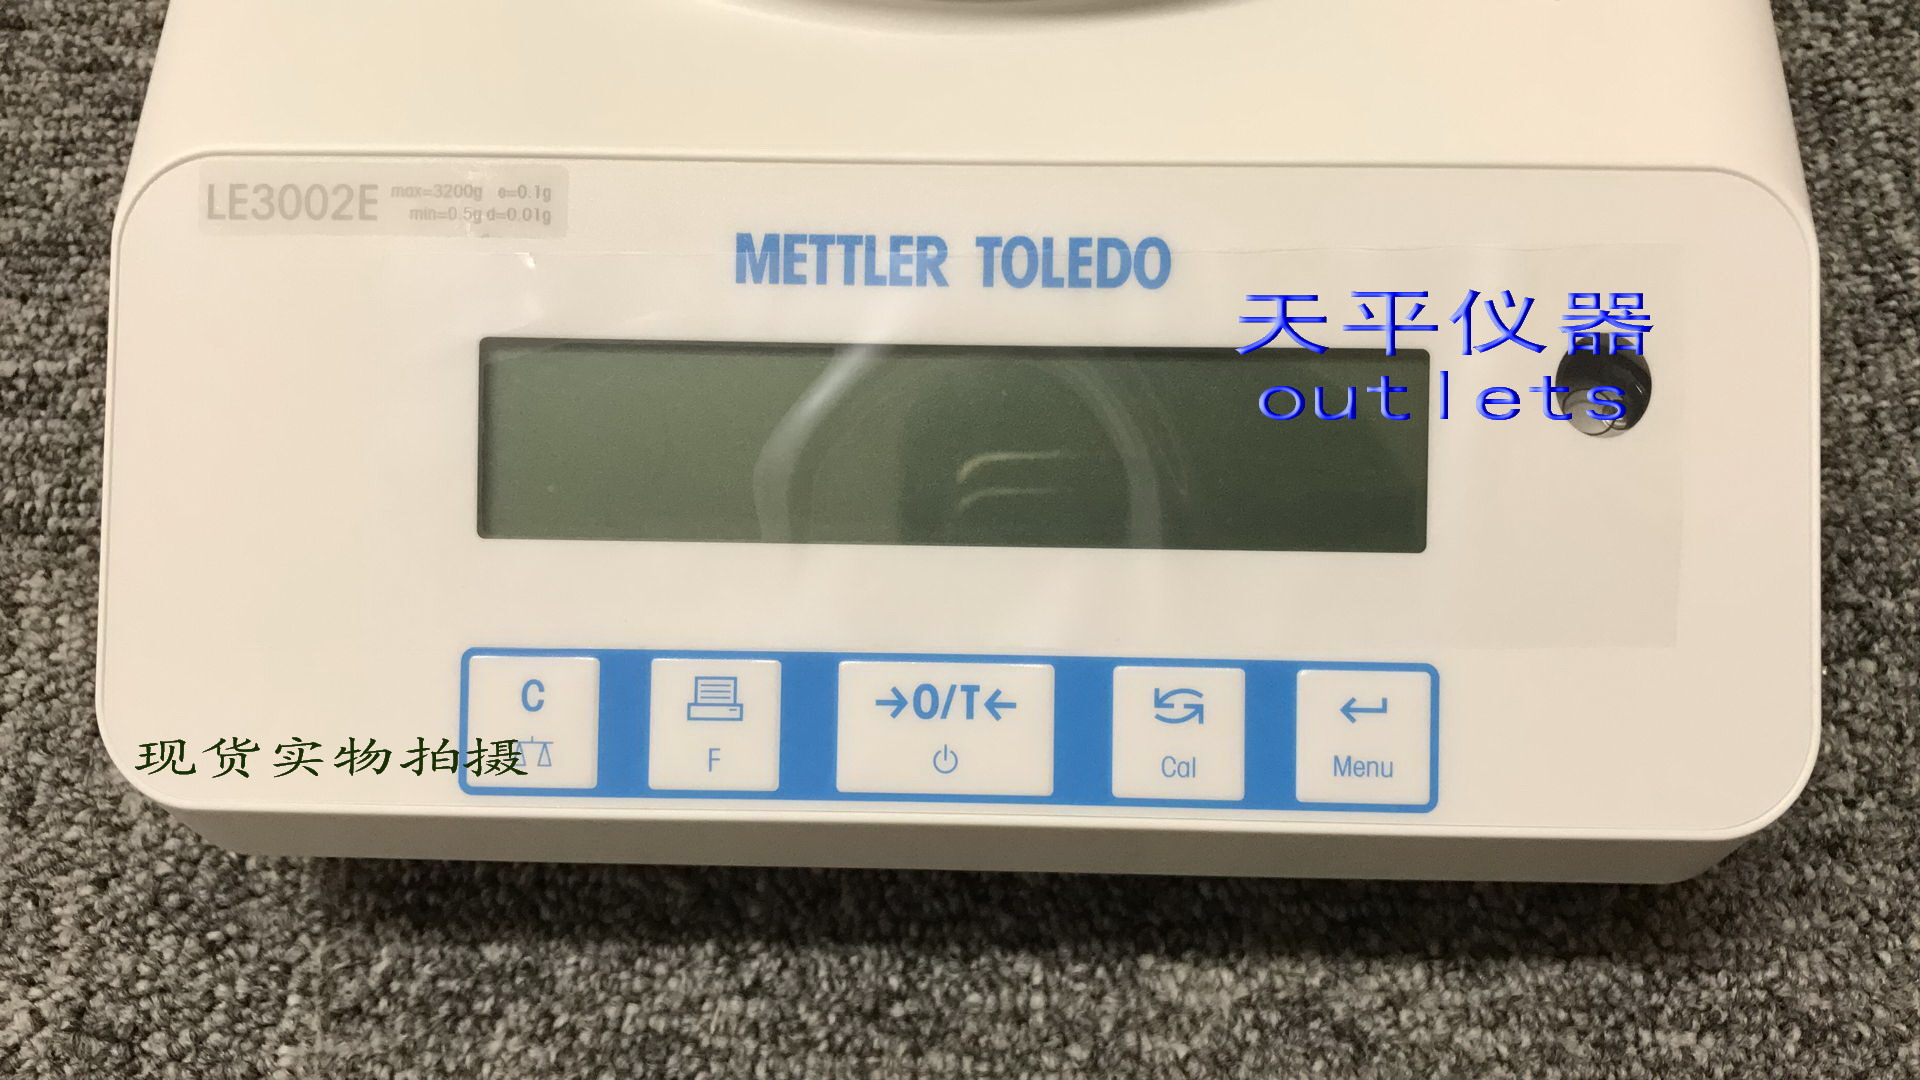 LE3002E max=3200g e=0.1g
min=0.5g d=0.01g
METTLER TOLEDO
天平仪器
outlets
C
F
→0/T←
Cal
Menu
现货实物拍摄